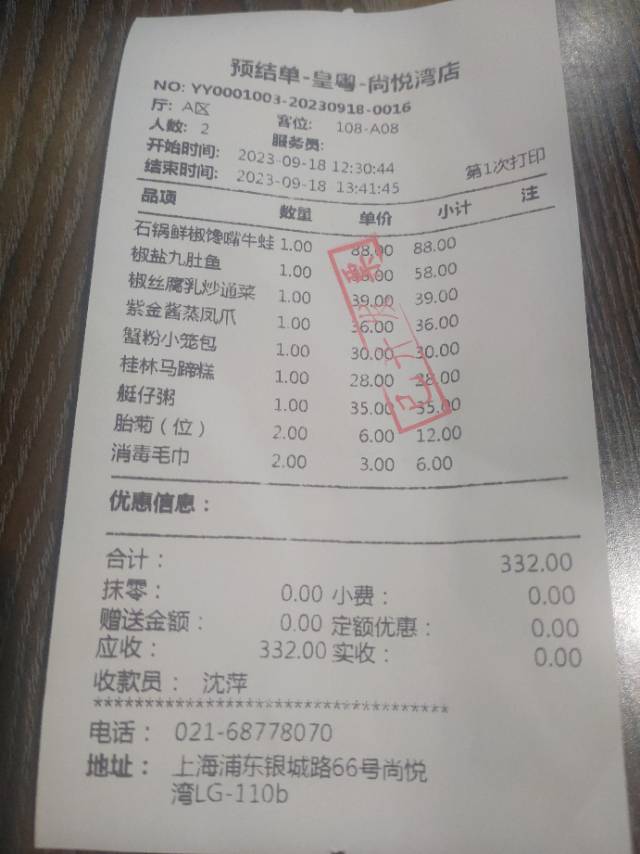 预结单-皇粤-尚悦湾店
NO: YY0001003-20230918-0016
厅: A区 客位: 108-A08
人数: 2 服务员:
开始时间: 2023-09-18 12:30:44
结束时间: 2023-09-18 13:41:45 第1次打印
品项 数量 单价 小计 注
石锅鲜椒馋嘴牛蛙 1.00 88.00 88.00
椒盐九肚鱼 1.00 58.00 58.00
椒丝腐乳炒通菜 1.00 39.00 39.00
紫金酱蒸凤爪 1.00 36.00 36.00
蟹粉小笼包 1.00 30.00 30.00
桂林马蹄糕 1.00 28.00 28.00
艇仔粥 1.00 35.00 35.00
胎菊（位） 2.00 6.00 12.00
消毒毛巾 2.00 3.00 6.00
已开发票
优惠信息：
合计： 332.00
抹零： 0.00 小费： 0.00
赠送金额： 0.00 定额优惠： 0.00
应收： 332.00 实收： 0.00
收款员： 沈萍
***********************************
电话： 021-68778070
地址： 上海浦东银城路66号尚悦
湾LG-110b